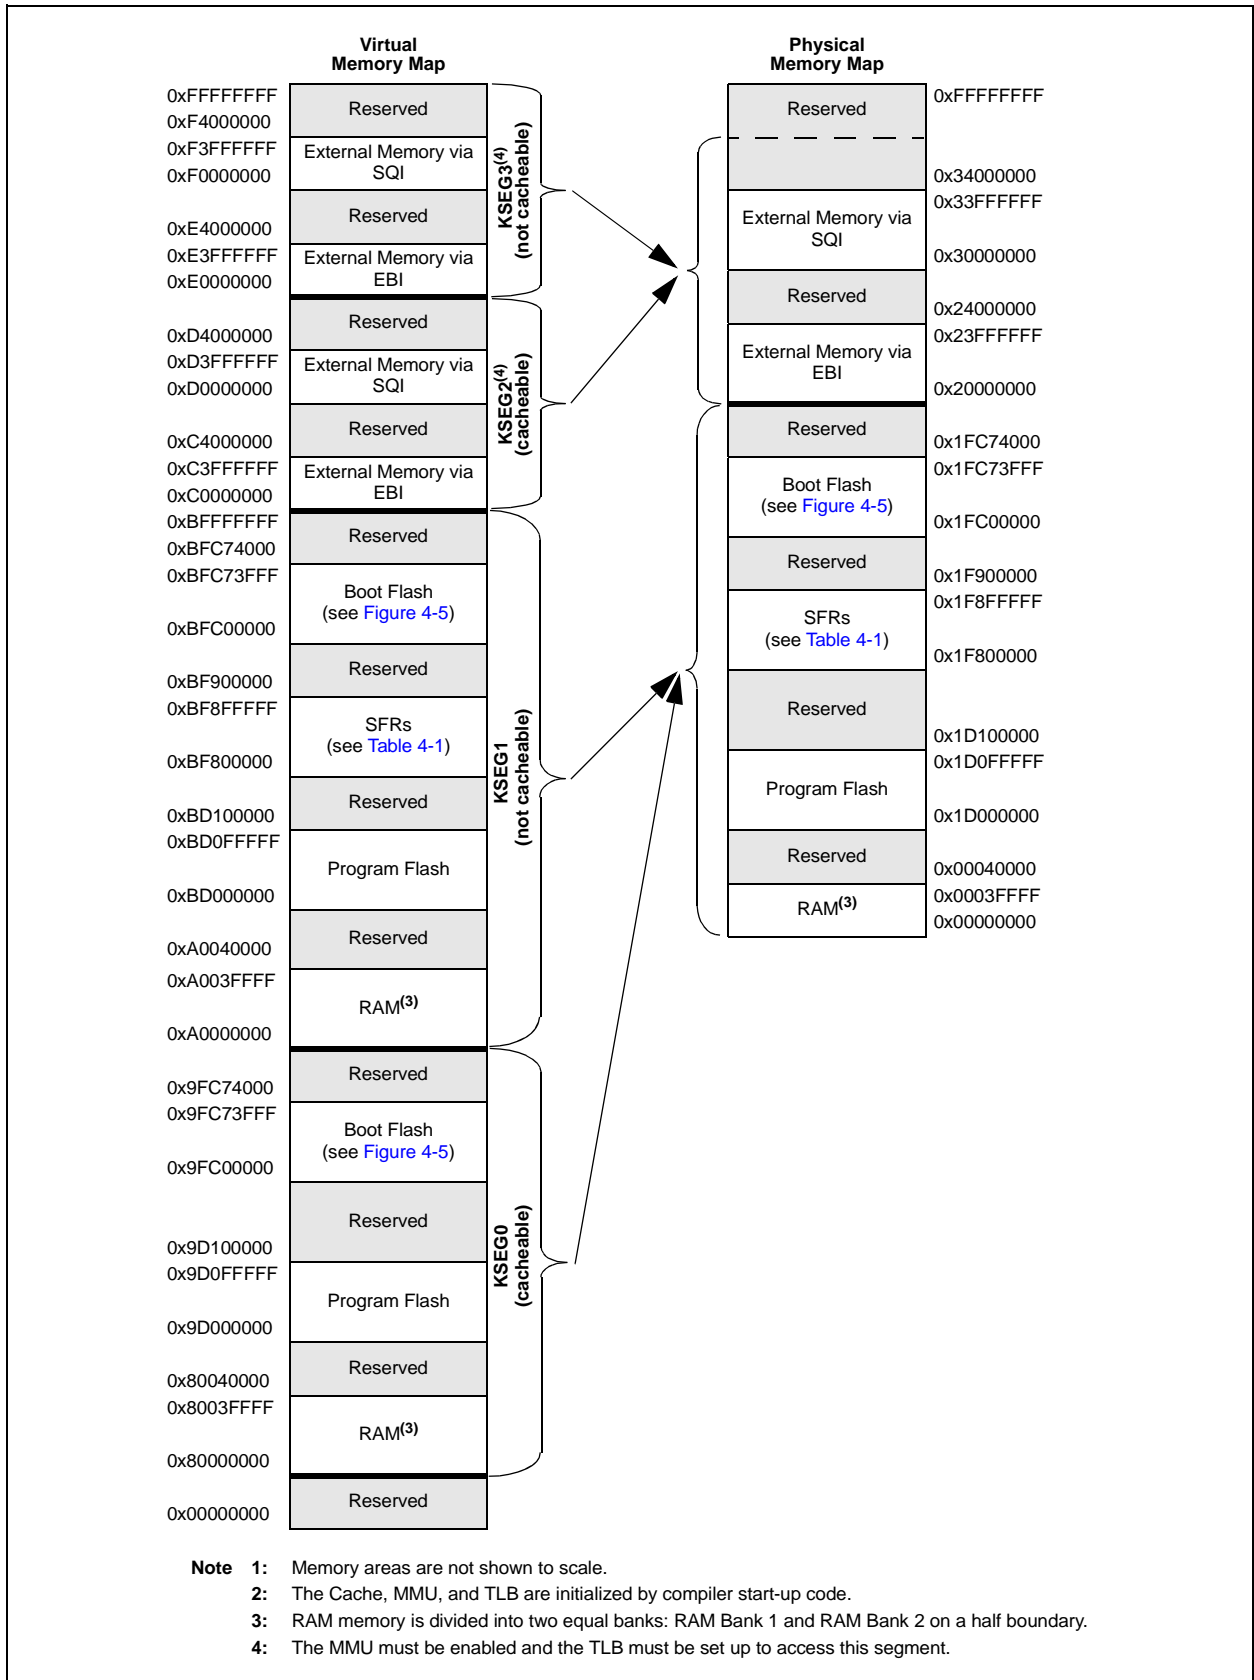 Virtual
Memory Map
0xFFFFFFFF
Reserved
0xF4000000
0xF3FFFFFF
External Memory via
SQI
0xF0000000
Reserved
0xE4000000
0xE3FFFFFF
External Memory via
EBI
0xE0000000
KSEG3(4)
(not cacheable)
Reserved
0xD4000000
0xD3FFFFFF
External Memory via
SQI
0xD0000000
Reserved
0xC4000000
0xC3FFFFFF
External Memory via
EBI
0xC0000000
KSEG2(4)
(cacheable)
0xBFFFFFFF
Reserved
0xBFC74000
0xBFC73FFF
Boot Flash
(see Figure 4-5)
0xBFC00000
Reserved
0xBF900000
0xBF8FFFFF
SFRs
(see Table 4-1)
0xBF800000
Reserved
0xBD100000
0xBD0FFFFF
Program Flash
0xBD000000
Reserved
0xA0040000
0xA003FFFF
RAM(3)
0xA0000000
KSEG1
(not cacheable)
Reserved
0x9FC74000
0x9FC73FFF
Boot Flash
(see Figure 4-5)
0x9FC00000
Reserved
0x9D100000
0x9D0FFFFF
Program Flash
0x9D000000
Reserved
0x80040000
0x8003FFFF
RAM(3)
0x80000000
KSEG0
(cacheable)
Reserved
0x00000000
Physical
Memory Map
0xFFFFFFFF
Reserved
0x34000000
0x33FFFFFF
External Memory via
SQI
0x30000000
Reserved
0x24000000
0x23FFFFFF
External Memory via
EBI
0x20000000
Reserved
0x1FC74000
0x1FC73FFF
Boot Flash
(see Figure 4-5)
0x1FC00000
Reserved
0x1F900000
0x1F8FFFFF
SFRs
(see Table 4-1)
0x1F800000
Reserved
0x1D100000
0x1D0FFFFF
Program Flash
0x1D000000
Reserved
0x00040000
0x0003FFFF
RAM(3)
0x00000000
Note 1: Memory areas are not shown to scale.
2: The Cache, MMU, and TLB are initialized by compiler start-up code.
3: RAM memory is divided into two equal banks: RAM Bank 1 and RAM Bank 2 on a half boundary.
4: The MMU must be enabled and the TLB must be set up to access this segment.